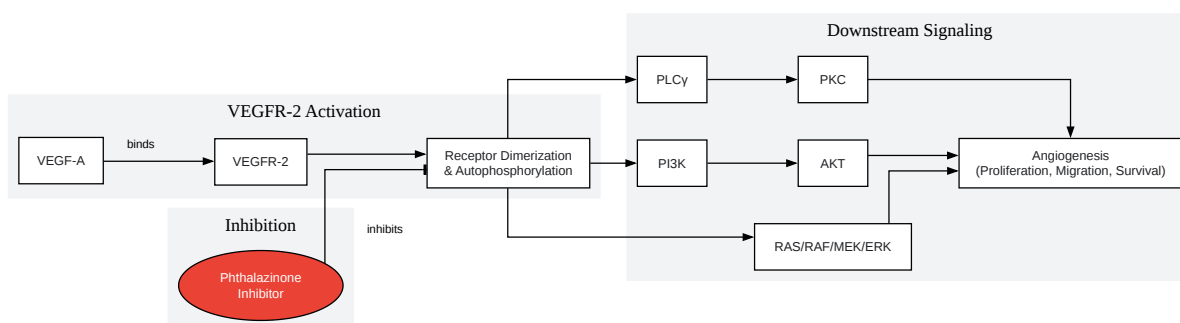 Downstream Signaling
PLCγ
PKC
VEGFR-2 Activation
VEGF-A
binds
VEGFR-2
Receptor Dimerization
& Autophosphorylation
PI3K
AKT
Angiogenesis
(Proliferation, Migration, Survival)
Inhibition
inhibits
Phthalazinone
Inhibitor
RAS/RAF/MEK/ERK